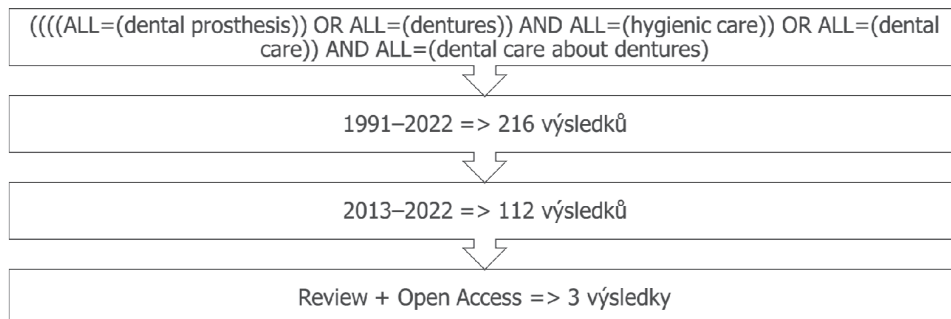 ((((ALL=(dental prosthesis)) OR ALL=(dentures)) AND ALL=(hygienic care)) OR ALL=(dental
care)) AND ALL=(dental care about dentures)
1991–2022 => 216 výsledků
2013–2022 => 112 výsledků
Review + Open Access => 3 výsledky